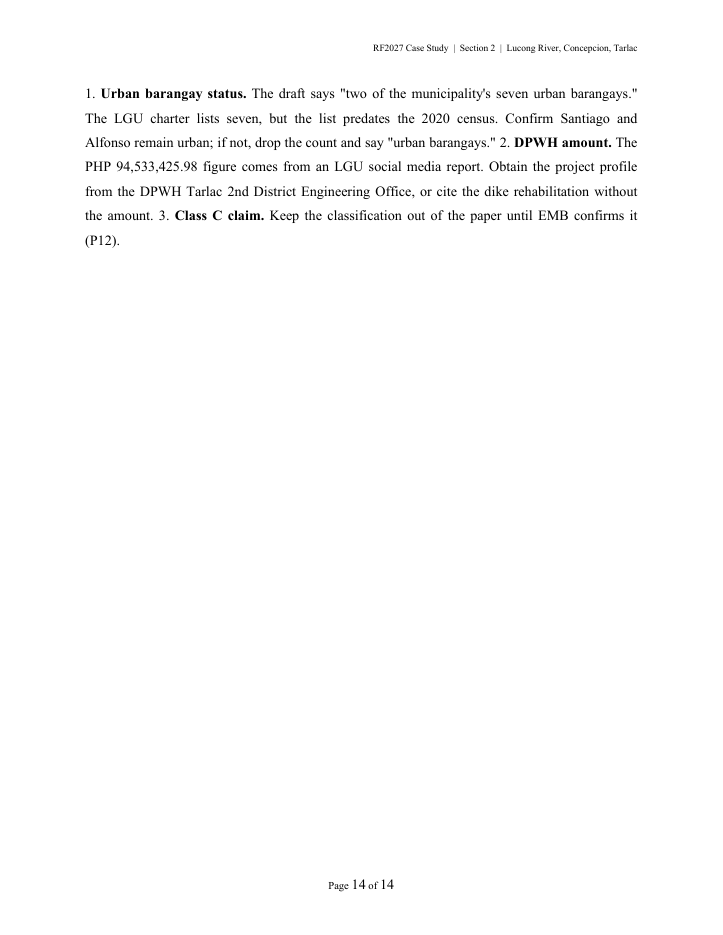 RF2027 Case Study | Section 2 | Lucong River, Concepcion, Tarlac
1. Urban barangay status. The draft says "two of the municipality's seven urban barangays."
The LGU charter lists seven, but the list predates the 2020 census. Confirm Santiago and
Alfonso remain urban; if not, drop the count and say "urban barangays." 2. DPWH amount. The
PHP 94,533,425.98 figure comes from an LGU social media report. Obtain the project profile
from the DPWH Tarlac 2nd District Engineering Office, or cite the dike rehabilitation without
the amount. 3. Class C claim. Keep the classification out of the paper until EMB confirms it
(P12).
Page 14 of 14